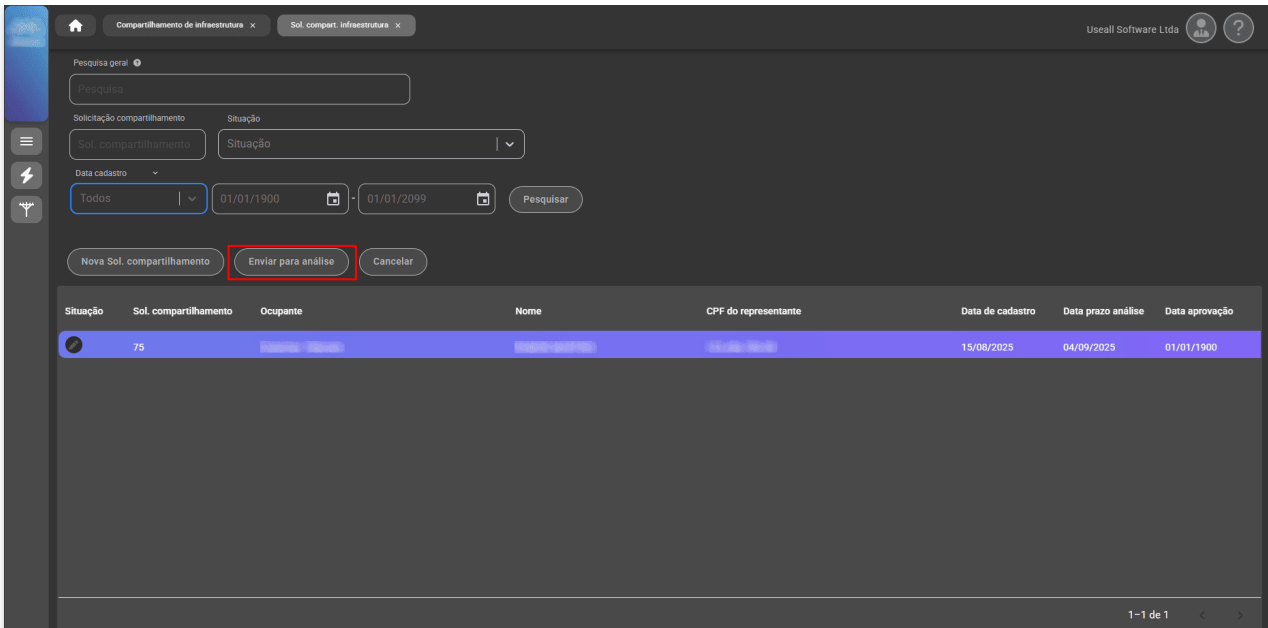 Compartilhamento de infraestrutura × Sol. compart. infraestrutura × Useall Software Ltda ?
Pesquisa geral ?
Pesquisa
Solicitação compartilhamento Situação
Sol. compartilhamento Situação
Data cadastro
Todos 01/01/1900 - 01/01/2099 Pesquisar
Nova Sol. compartilhamento Enviar para análise Cancelar
Situação Sol. compartilhamento Ocupante Nome CPF do representante Data de cadastro Data prazo análise Data aprovação
75 15/08/2025 04/09/2025 01/01/1900
1–1 de 1